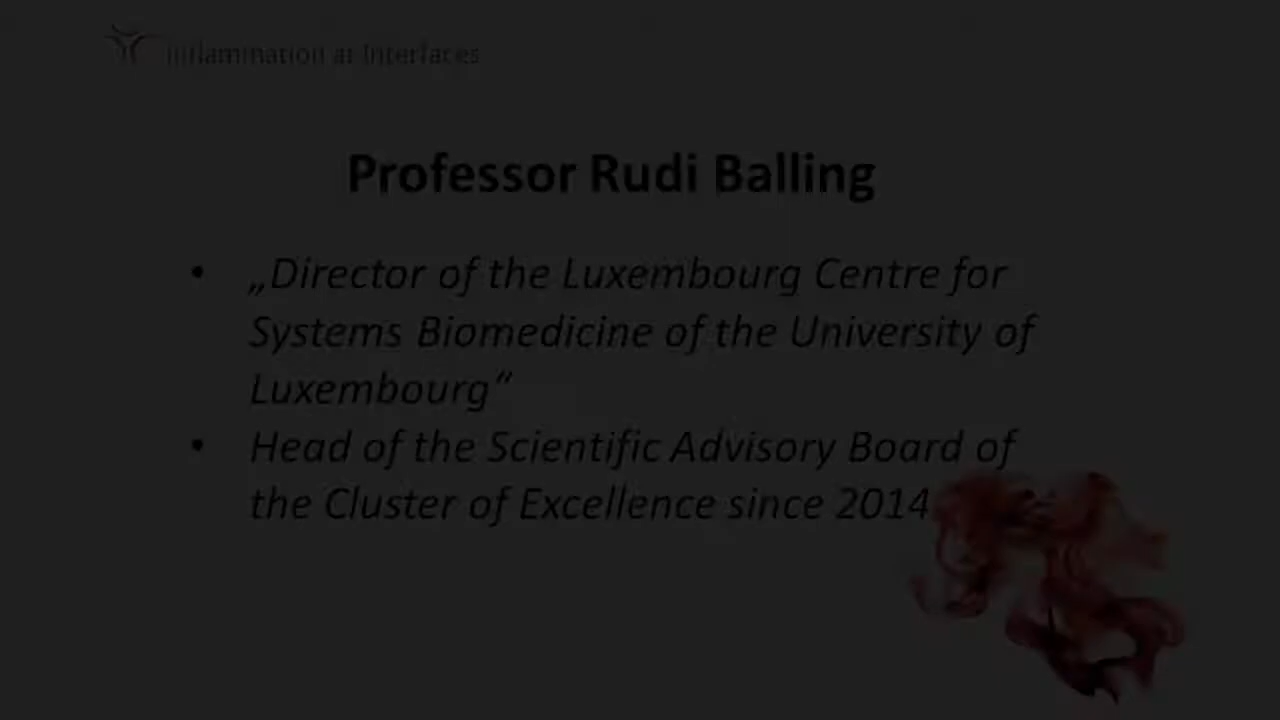 inflammation at interfaces
Professor Rudi Balling
• „Director of the Luxembourg Centre for
Systems Biomedicine of the University of
Luxembourg“
• Head of the Scientific Advisory Board of
the Cluster of Excellence since 2014